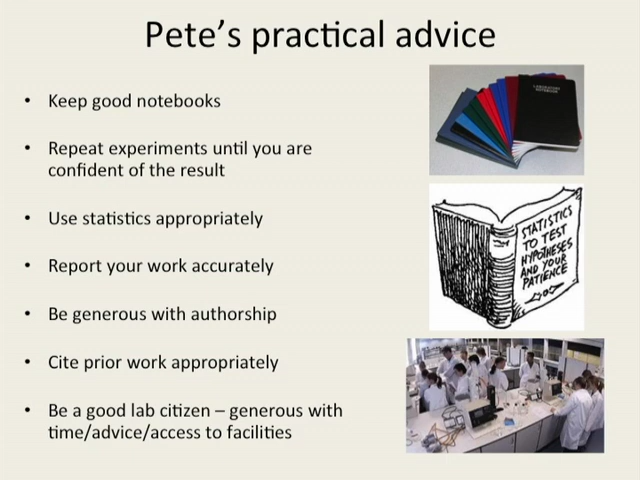 Pete's practical advice
• Keep good notebooks
• Repeat experiments until you are
confident of the result
• Use statistics appropriately
• Report your work accurately
• Be generous with authorship
• Cite prior work appropriately
• Be a good lab citizen – generous with
time/advice/access to facilities
LABORATORY
NOTEBOOK
STATISTICS
TO TEST
HYPOTHESES
AND YOUR
PATIENCE